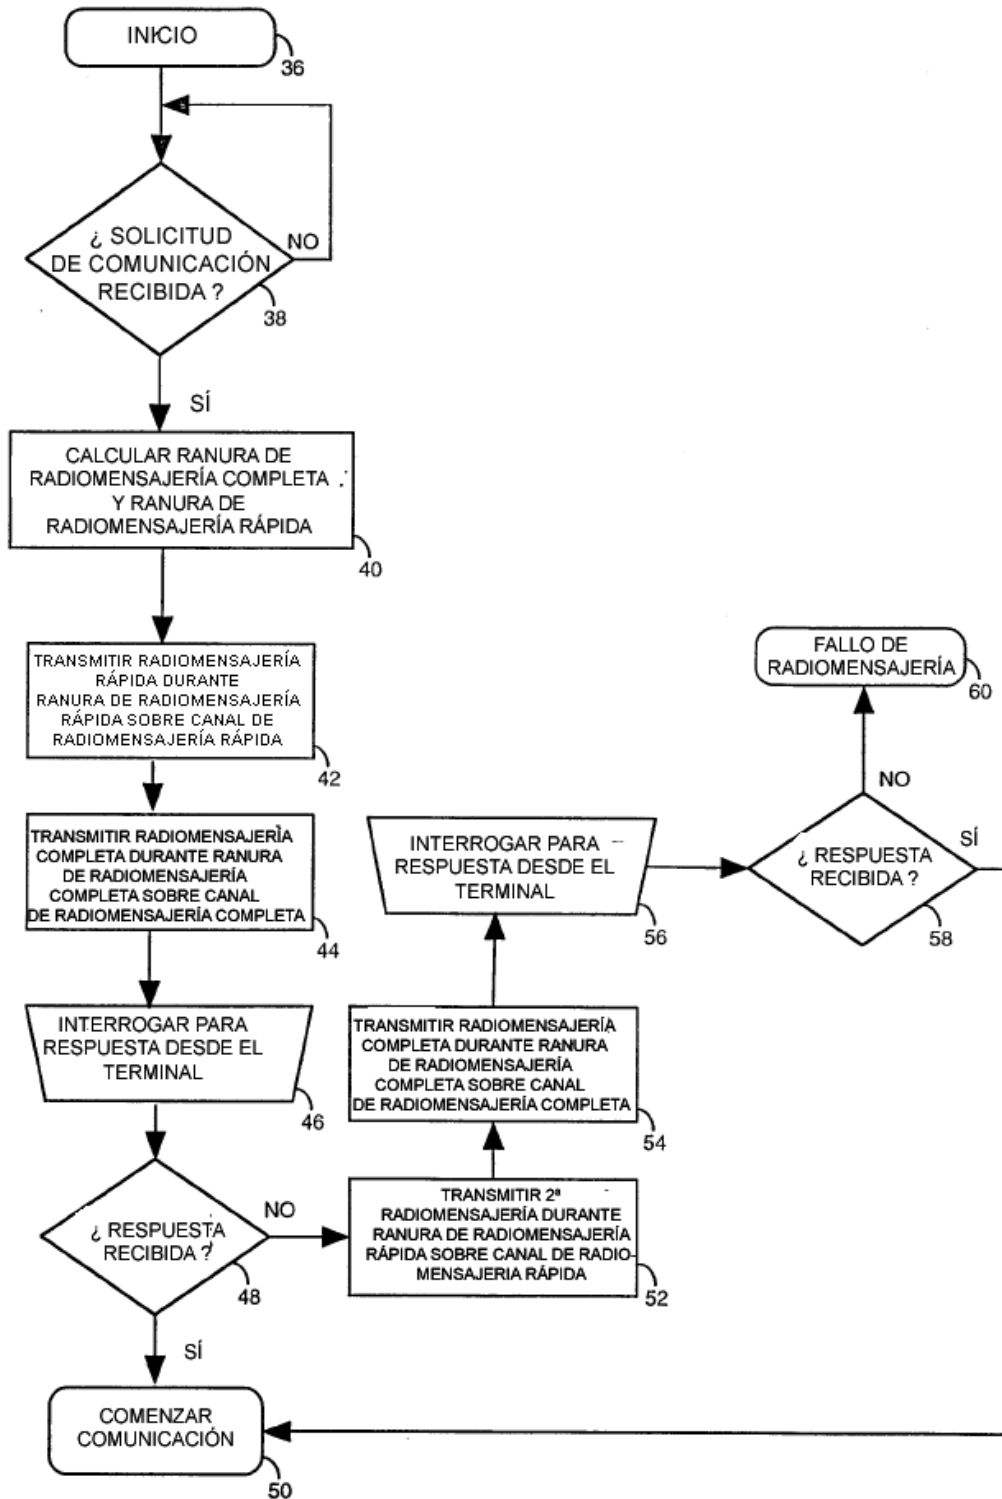 INICIO
36
¿ SOLICITUD
DE COMUNICACIÓN
RECIBIDA ?
NO
38
SÍ
CALCULAR RANURA DE
RADIOMENSAJERÍA COMPLETA
Y RANURA DE
RADIOMENSAJERÍA RÁPIDA
40
TRANSMITIR RADIOMENSAJERÍA
RÁPIDA DURANTE
RANURA DE RADIOMENSAJERÍA
RÁPIDA SOBRE CANAL DE
RADIOMENSAJERÍA RÁPIDA
42
TRANSMITIR RADIOMENSAJERÍA
COMPLETA DURANTE RANURA
DE RADIOMENSAJERÍA
COMPLETA SOBRE CANAL
DE RADIOMENSAJERÍA COMPLETA
44
INTERROGAR PARA
RESPUESTA DESDE EL
TERMINAL
46
¿ RESPUESTA
RECIBIDA ?
NO
48
SÍ
COMENZAR
COMUNICACIÓN
50
TRANSMITIR 2ª
RADIOMENSAJERÍA DURANTE
RANURA DE RADIOMENSAJERÍA
RÁPIDA SOBRE CANAL DE RADIO-
MENSAJERIA RÁPIDA
52
TRANSMITIR RADIOMENSAJERÍA
COMPLETA DURANTE RANURA
DE RADIOMENSAJERÍA
COMPLETA SOBRE CANAL
DE RADIOMENSAJERÍA COMPLETA
54
INTERROGAR PARA
RESPUESTA DESDE EL
TERMINAL
56
¿ RESPUESTA
RECIBIDA ?
SÍ
58
NO
FALLO DE
RADIOMENSAJERÍA
60